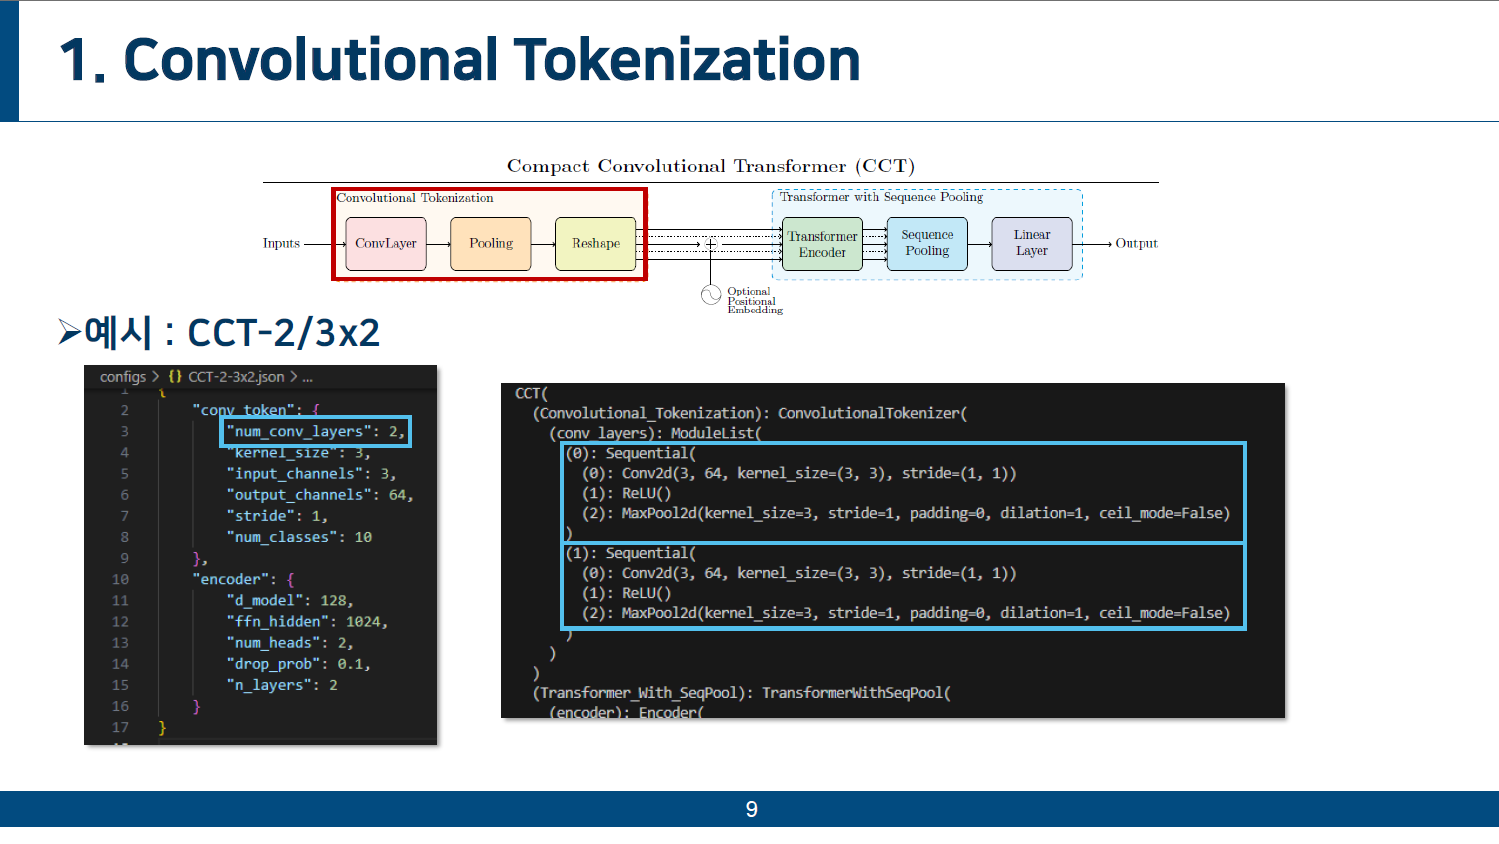 1. Convolutional Tokenization
Compact Convolutional Transformer (CCT)
Convolutional Tokenization
Transformer with Sequence Pooling
Inputs
ConvLayer
Pooling
Reshape
Transformer
Encoder
Sequence
Pooling
Linear
Layer
Output
Optional
Positional
Embedding
➢예시 : CCT-2/3x2
configs > {} CCT-2-3x2.json > ...
1 {
2 "conv_token": {
3 "num_conv_layers": 2,
4 "kernel_size": 3,
5 "input_channels": 3,
6 "output_channels": 64,
7 "stride": 1,
8 "num_classes": 10
9 },
10 "encoder": {
11 "d_model": 128,
12 "ffn_hidden": 1024,
13 "num_heads": 2,
14 "drop_prob": 0.1,
15 "n_layers": 2
16 }
17 }
CCT(
(Convolutional_Tokenization): ConvolutionalTokenizer(
(conv_layers): ModuleList(
(0): Sequential(
(0): Conv2d(3, 64, kernel_size=(3, 3), stride=(1, 1))
(1): ReLU()
(2): MaxPool2d(kernel_size=3, stride=1, padding=0, dilation=1, ceil_mode=False)
)
(1): Sequential(
(0): Conv2d(3, 64, kernel_size=(3, 3), stride=(1, 1))
(1): ReLU()
(2): MaxPool2d(kernel_size=3, stride=1, padding=0, dilation=1, ceil_mode=False)
)
)
)
(Transformer_With_SeqPool): TransformerWithSeqPool(
(encoder): Encoder(
9